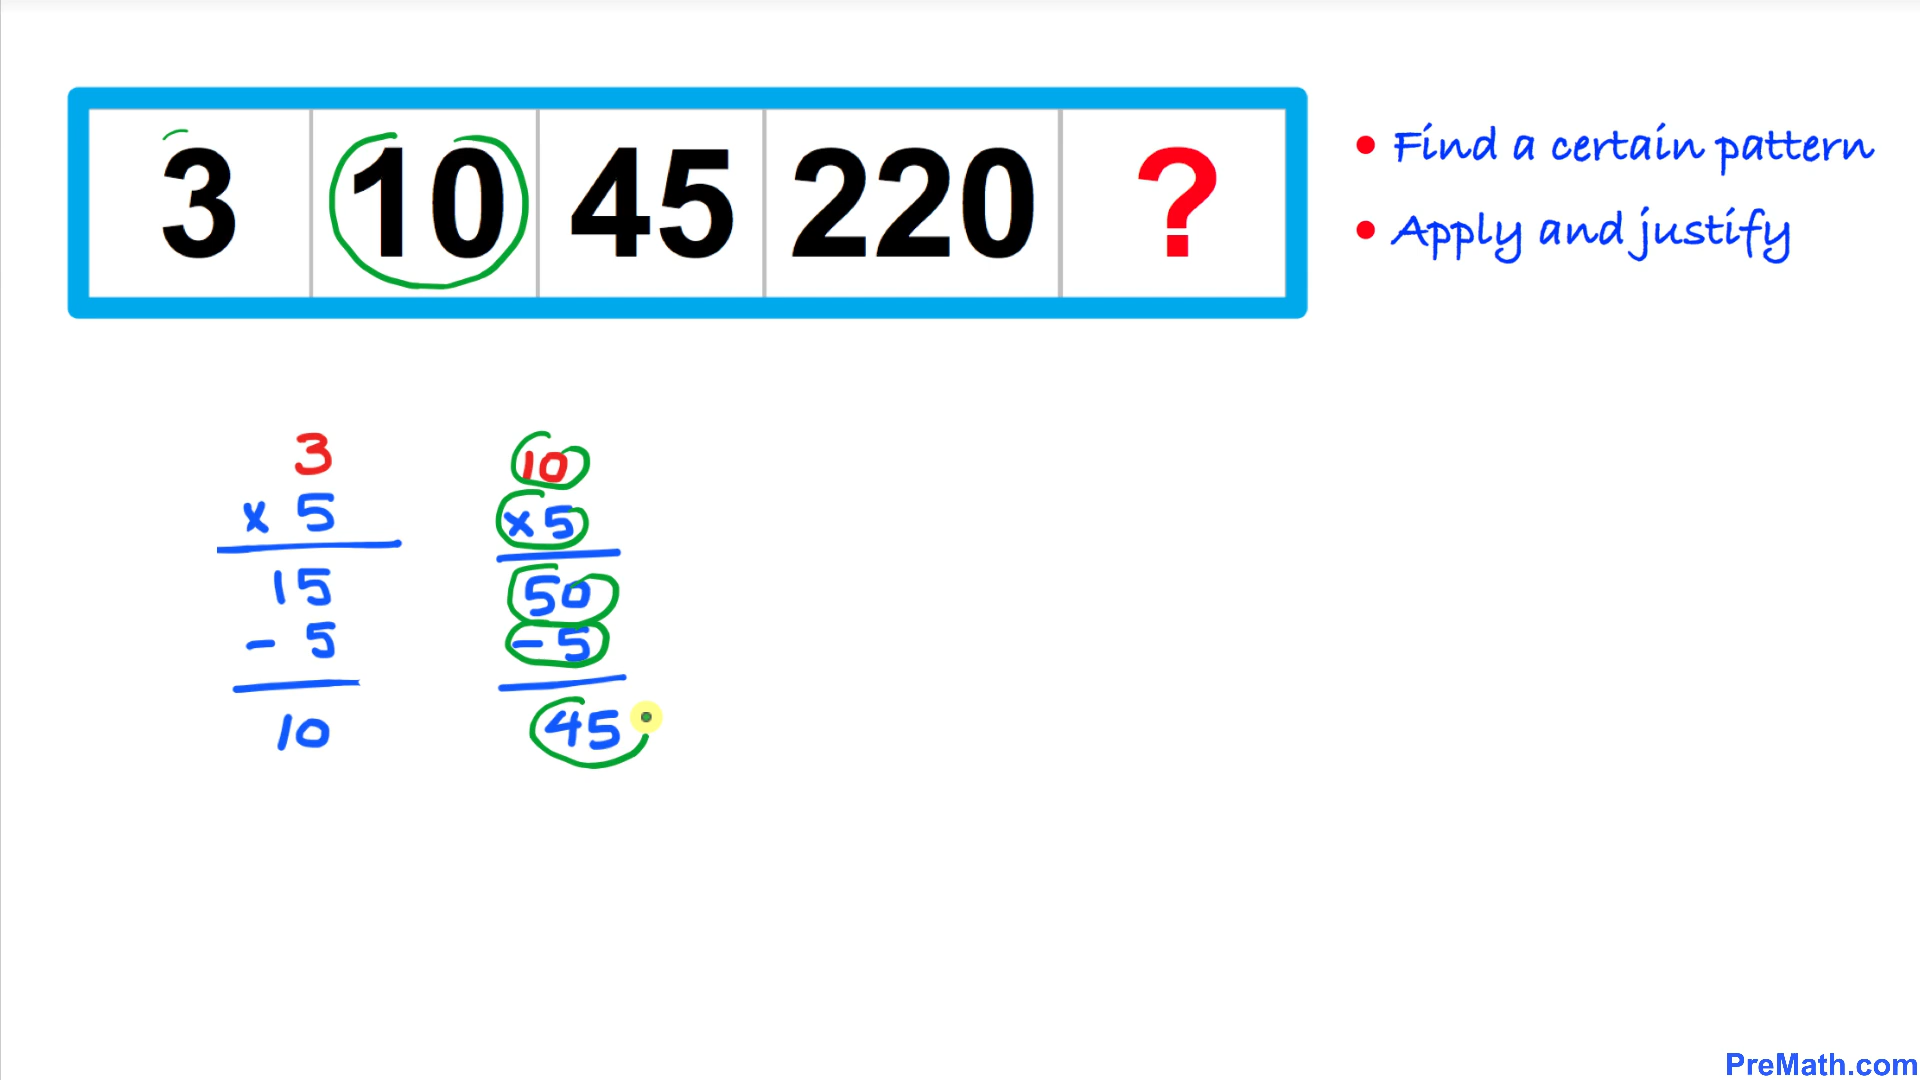 3 10 45 220 ?
• Find a certain pattern
• Apply and justify
3
x 5
15
- 5
10
10
x 5
50
- 5
45
PreMath.com